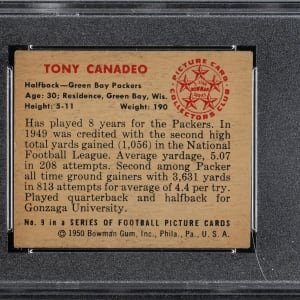 TONY CANADEO
Halfback—Green Bay Packers
Age: 30; Residence, Green Bay, Wis.
Height: 5-11 Weight: 190
PICTURE CARD
COLLECTORS CLUB
Has played 8 years for the Packers. In
1949 was credited with the second high
total yards gained (1,056) in the National
Football League. Average yardage, 5.07
in 208 attempts. Second among Packer
all time ground gainers with 3,631 yards
in 813 attempts for average of 4.4 per try.
Played quarterback and halfback for
Gonzaga University.
No. 9 in a SERIES OF FOOTBALL PICTURE CARDS
©1950 Bowman Gum, Inc., Phila., Pa., U. S. A.